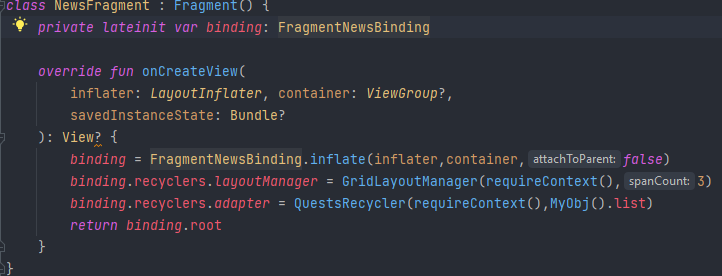 class NewsFragment : Fragment() {
private lateinit var binding: FragmentNewsBinding
override fun onCreateView(
inflater: LayoutInflater, container: ViewGroup?,
savedInstanceState: Bundle?
): View? {
binding = FragmentNewsBinding.inflate(inflater,container, attachToParent: false)
binding.recyclers.layoutManager = GridLayoutManager(requireContext(), spanCount: 3)
binding.recyclers.adapter = QuestsRecycler(requireContext(),MyObj().list)
return binding.root
}
}